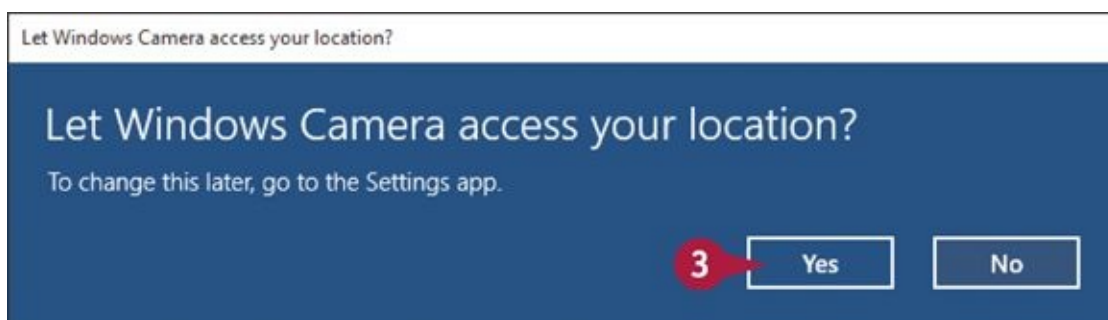 Let Windows Camera access your location?
Let Windows Camera access your location?
To change this later, go to the Settings app.
3 Yes No